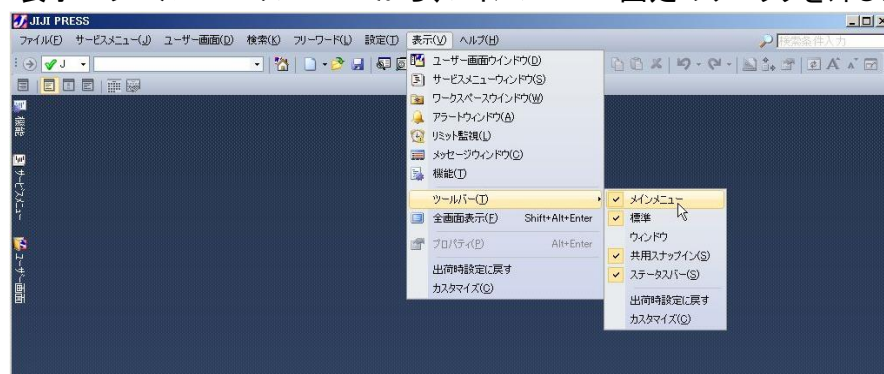 JIJI PRESS
ファイル(F) サービスメニュー(J) ユーザー画面(D) 検索(K) フリーワード(L) 設定(T) 表示(V) ヘルプ(H)
検索条件入力
J
ユーザー画面ウインドウ(D)
サービスメニューウィンドウ(S)
ワークスペースウインドウ(W)
アラートウィンドウ(A)
リミット監視(L)
メッセージウィンドウ(C)
機能(T)
ツールバー(T)
全画面表示(F) Shift+Alt+Enter
プロパティ(P) Alt+Enter
出荷時設定に戻す
カスタマイズ(C)
メインメニュー
標準
ウィンドウ
共用スナップイン(S)
ステータスバー(S)
出荷時設定に戻す
カスタマイズ(C)
機能
サービスメニュー
ユーザー画面